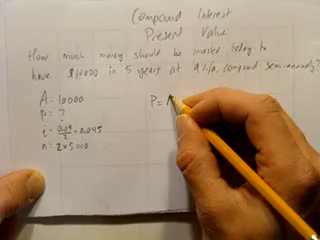 Compound Interest
Present Value
How much money should be invested today to
have $10000 in 5 years at 9%/a compound semi-annually?
A = 10000
P = ?
i = 0.09/2 = 0.045
n = 2 x 5 = 10
P =